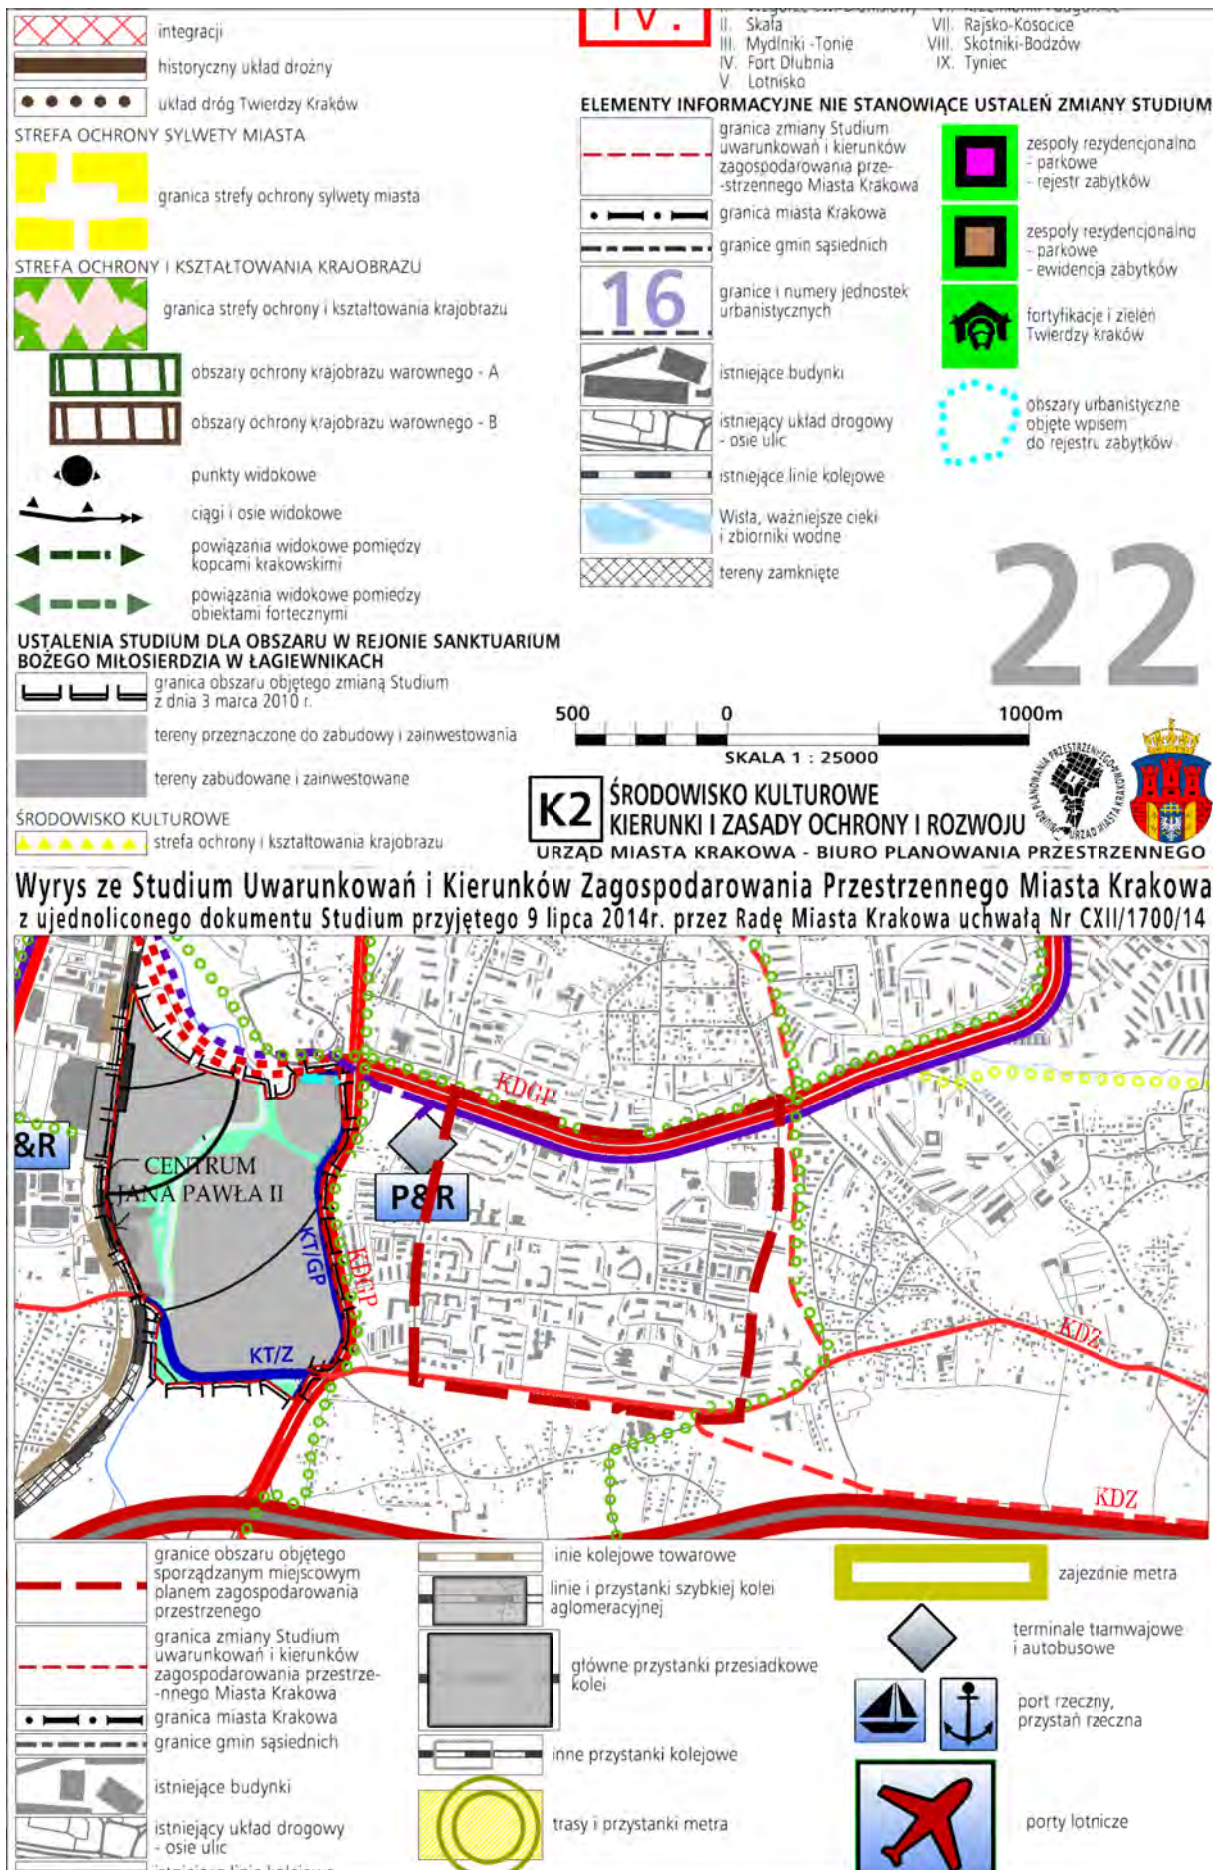 integracji
historyczny układ drożny
układ dróg Twierdzy Kraków
STREFA OCHRONY SYLWETY MIASTA
granica strefy ochrony sylwety miasta
STREFA OCHRONY I KSZTAŁTOWANIA KRAJOBRAZU
granica strefy ochrony i kształtowania krajobrazu
obszary ochrony krajobrazu warownego - A
obszary ochrony krajobrazu warownego - B
punkty widokowe
ciągi i osie widokowe
powiązania widokowe pomiędzy
kopcami krakowskimi
powiązania widokowe pomiędzy
obiektami fortecznymi
USTALENIA STUDIUM DLA OBSZARU W REJONIE SANKTUARIUM
BOŻEGO MIŁOSIERDZIA W ŁAGIEWNIKACH
granica obszaru objętego zmianą Studium
z dnia 3 marca 2010 r.
tereny przeznaczone do zabudowy i zainwestowania
tereny zabudowane i zainwestowane
ŚRODOWISKO KULTUROWE
strefa ochrony i kształtowania krajobrazu
IV.
II. Skała
III. Mydlniki -Tonie
IV. Fort Dłubnia
V. Lotnisko
VII. Rajsko-Kosocice
VIII. Skotniki-Bodzów
IX. Tyniec
ELEMENTY INFORMACYJNE NIE STANOWIĄCE USTALEŃ ZMIANY STUDIUM
granica zmiany Studium
uwarunkowań i kierunków
zagospodarowania prze-
-strzennego Miasta Krakowa
granica miasta Krakowa
granice gmin sąsiednich
16
granice i numery jednostek
urbanistycznych
istniejące budynki
istniejący układ drogowy
- osie ulic
istniejące linie kolejowe
Wisła, ważniejsze cieki
i zbiorniki wodne
tereny zamknięte
zespoły rezydencjonalno
- parkowe
- rejestr zabytków
zespoły rezydencjonalno
- parkowe
- ewidencja zabytków
fortyfikacje i zieleń
Twierdzy kraków
obszary urbanistyczne
objęte wpisem
do rejestru zabytków
22
500 0 1000m
SKALA 1 : 25000
K2
ŚRODOWISKO KULTUROWE
KIERUNKI I ZASADY OCHRONY I ROZWOJU
URZĄD MIASTA KRAKOWA - BIURO PLANOWANIA PRZESTRZENNEGO
Wyrys ze Studium Uwarunkowań i Kierunków Zagospodarowania Przestrzennego Miasta Krakowa
z ujednoliconego dokumentu Studium przyjętego 9 lipca 2014r. przez Radę Miasta Krakowa uchwałą Nr CXII/1700/14
KDGP
&R
CENTRUM
JANA PAWŁA II
P&R
KT/GP
KDGP
KT/Z
KDZ
KDZ
granice obszaru objętego
sporządzanym miejscowym
planem zagospodarowania
przestrzenego
granica zmiany Studium
uwarunkowań i kierunków
zagospodarowania przestrze-
-nnego Miasta Krakowa
granica miasta Krakowa
granice gmin sąsiednich
istniejące budynki
istniejący układ drogowy
- osie ulic
inie kolejowe towarowe
linie i przystanki szybkiej kolei
aglomeracyjnej
główne przystanki przesiadkowe
kolei
inne przystanki kolejowe
trasy i przystanki metra
zajezdnie metra
terminale tramwajowe
i autobusowe
port rzeczny,
przystań rzeczna
porty lotnicze